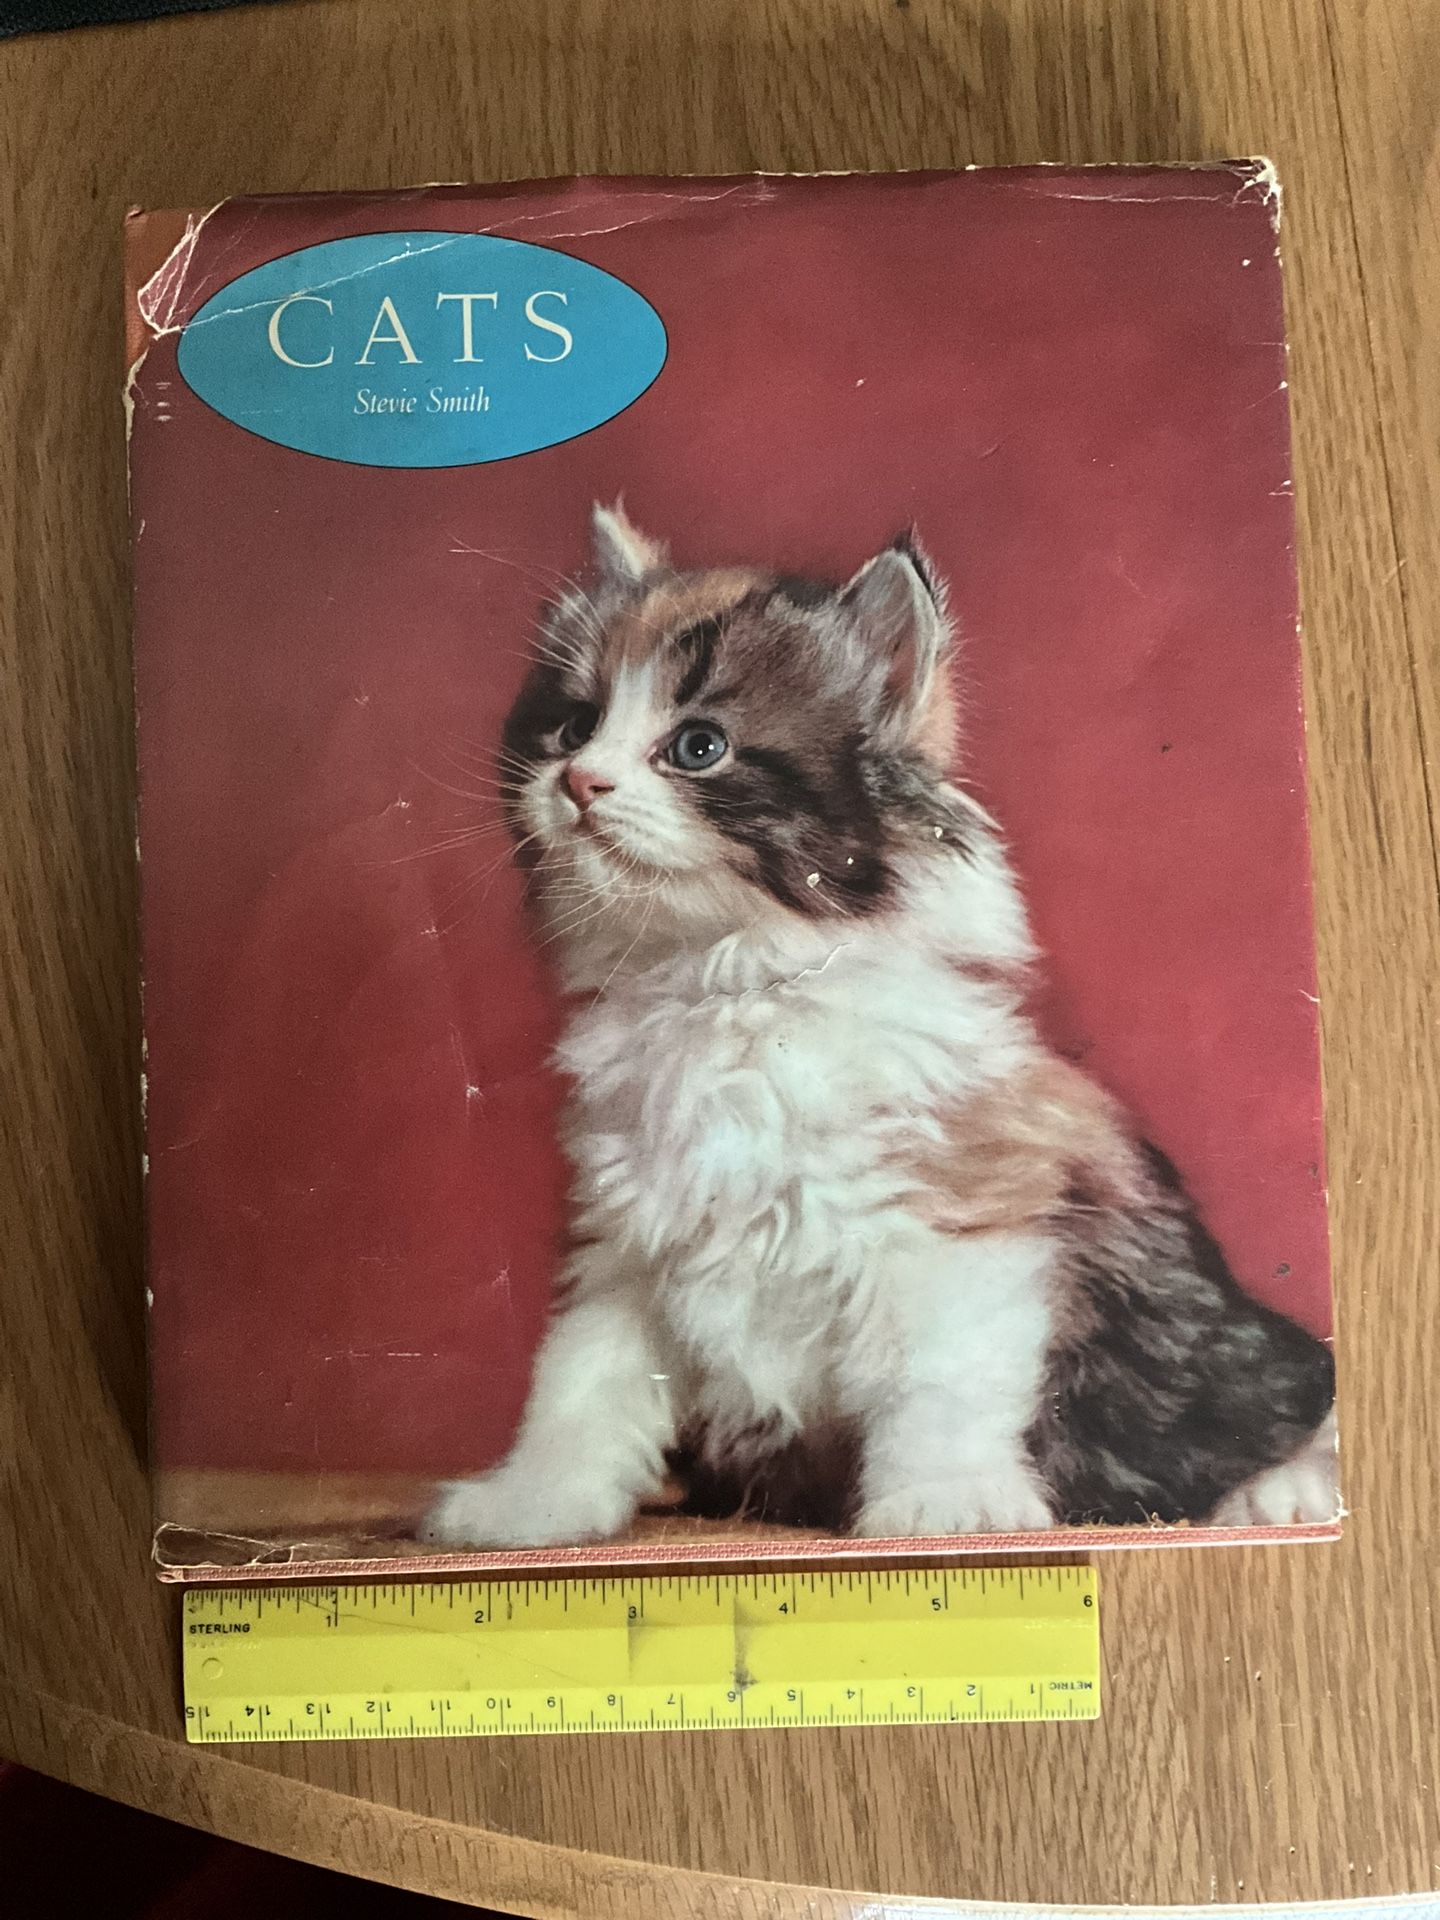 CATS
Stevie Smith
1 2 3 4 5 6
STERLING
METRIC
15 14 13 12 11 10 9 8 7 6 5 4 3 2 1